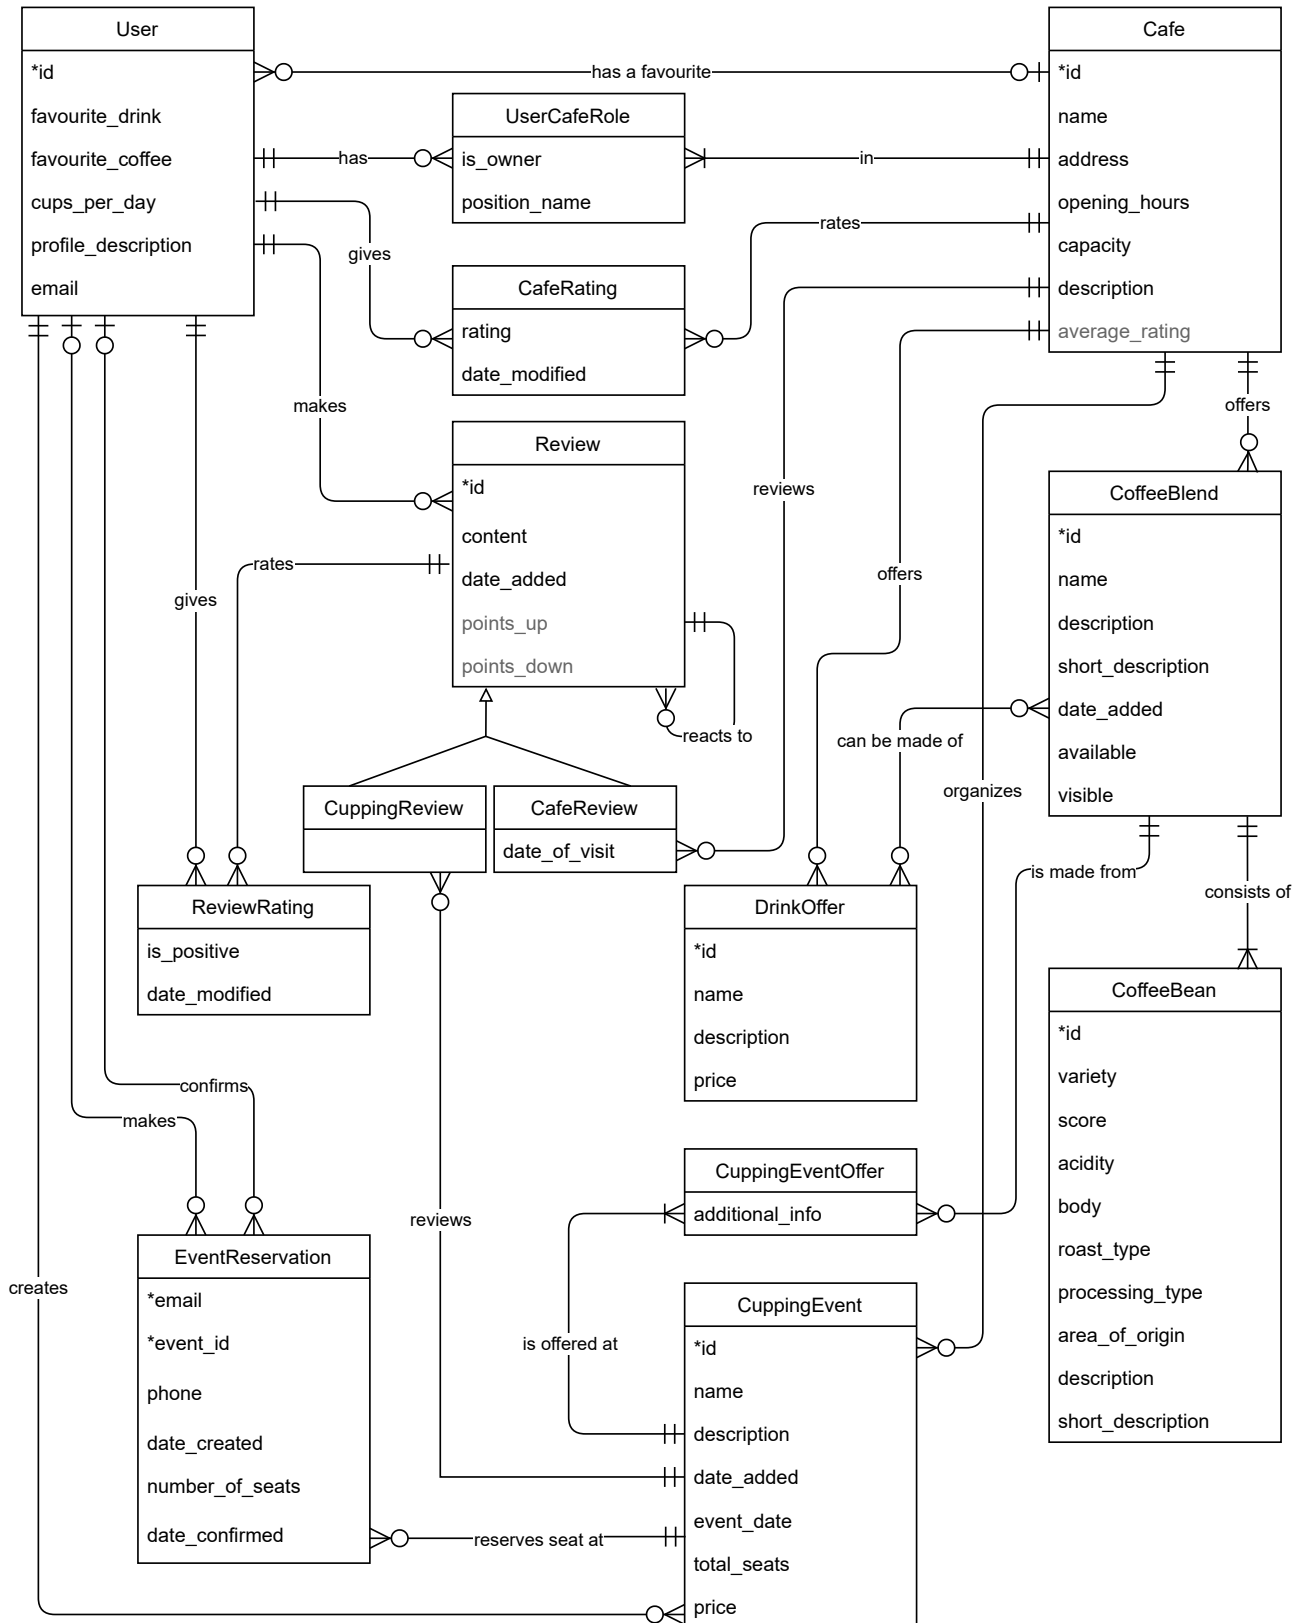 User
*id
favourite_drink
favourite_coffee
cups_per_day
profile_description
email
Cafe
*id
name
address
opening_hours
capacity
description
average_rating
has a favourite
UserCafeRole
is_owner
position_name
has
in
gives
rates
CafeRating
rating
date_modified
makes
Review
*id
content
date_added
points_up
points_down
reviews
offers
offers
CoffeeBlend
*id
name
description
short_description
date_added
available
visible
rates
gives
reacts to
can be made of
organizes
CuppingReview
CafeReview
date_of_visit
is made from
consists of
ReviewRating
is_positive
date_modified
DrinkOffer
*id
name
description
price
CoffeeBean
*id
variety
score
acidity
body
roast_type
processing_type
area_of_origin
description
short_description
confirms
makes
CuppingEventOffer
additional_info
reviews
creates
EventReservation
*email
*event_id
phone
date_created
number_of_seats
date_confirmed
is offered at
reserves seat at
CuppingEvent
*id
name
description
date_added
event_date
total_seats
price